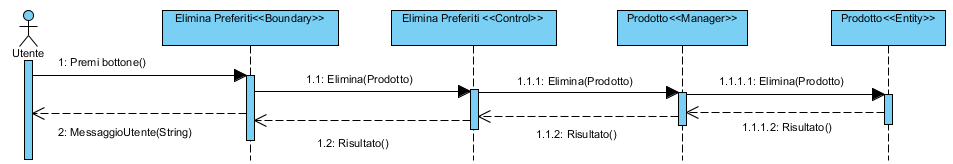 Elimina Preferiti<<Boundary>>
Elimina Preferiti <<Control>>
Prodotto<<Manager>>
Prodotto<<Entity>>
Utente
1: Premi bottone()
1.1: Elimina(Prodotto)
1.1.1: Elimina(Prodotto)
1.1.1.1: Elimina(Prodotto)
2: MessaggioUtente(String)
1.2: Risultato()
1.1.2: Risultato()
1.1.1.2: Risultato()